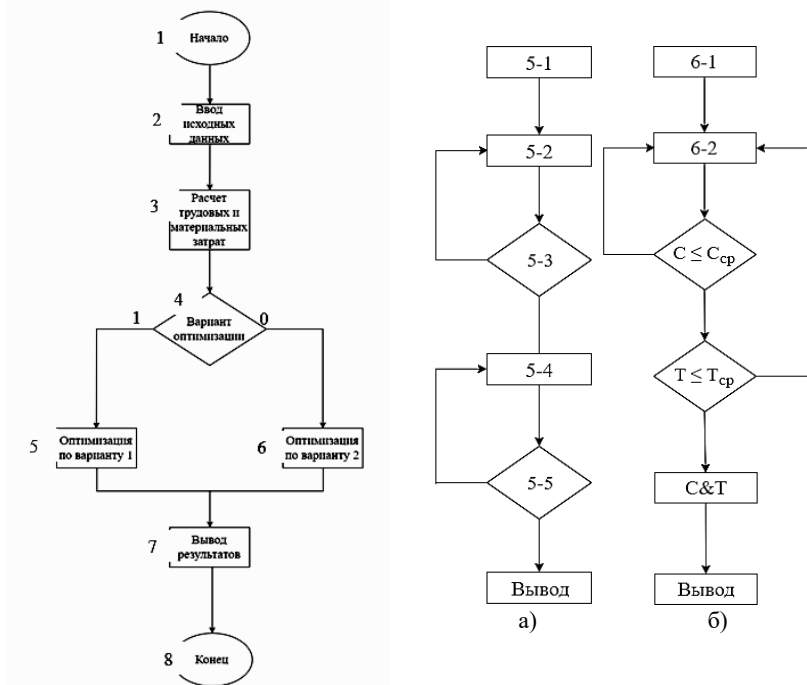 1
Начало
2
Ввод
исходных
данных
3
Расчет
трудовых и
материальных
затрат
4
1
0
Вариант
оптимизации
5
Оптимизация
по варианту 1
6
Оптимизация
по варианту 2
7
Вывод
результатов
8
Конец
5-1
5-2
5-3
5-4
5-5
Вывод
а)
6-1
6-2
C ≤ Cср
T ≤ Tср
C&T
Вывод
б)